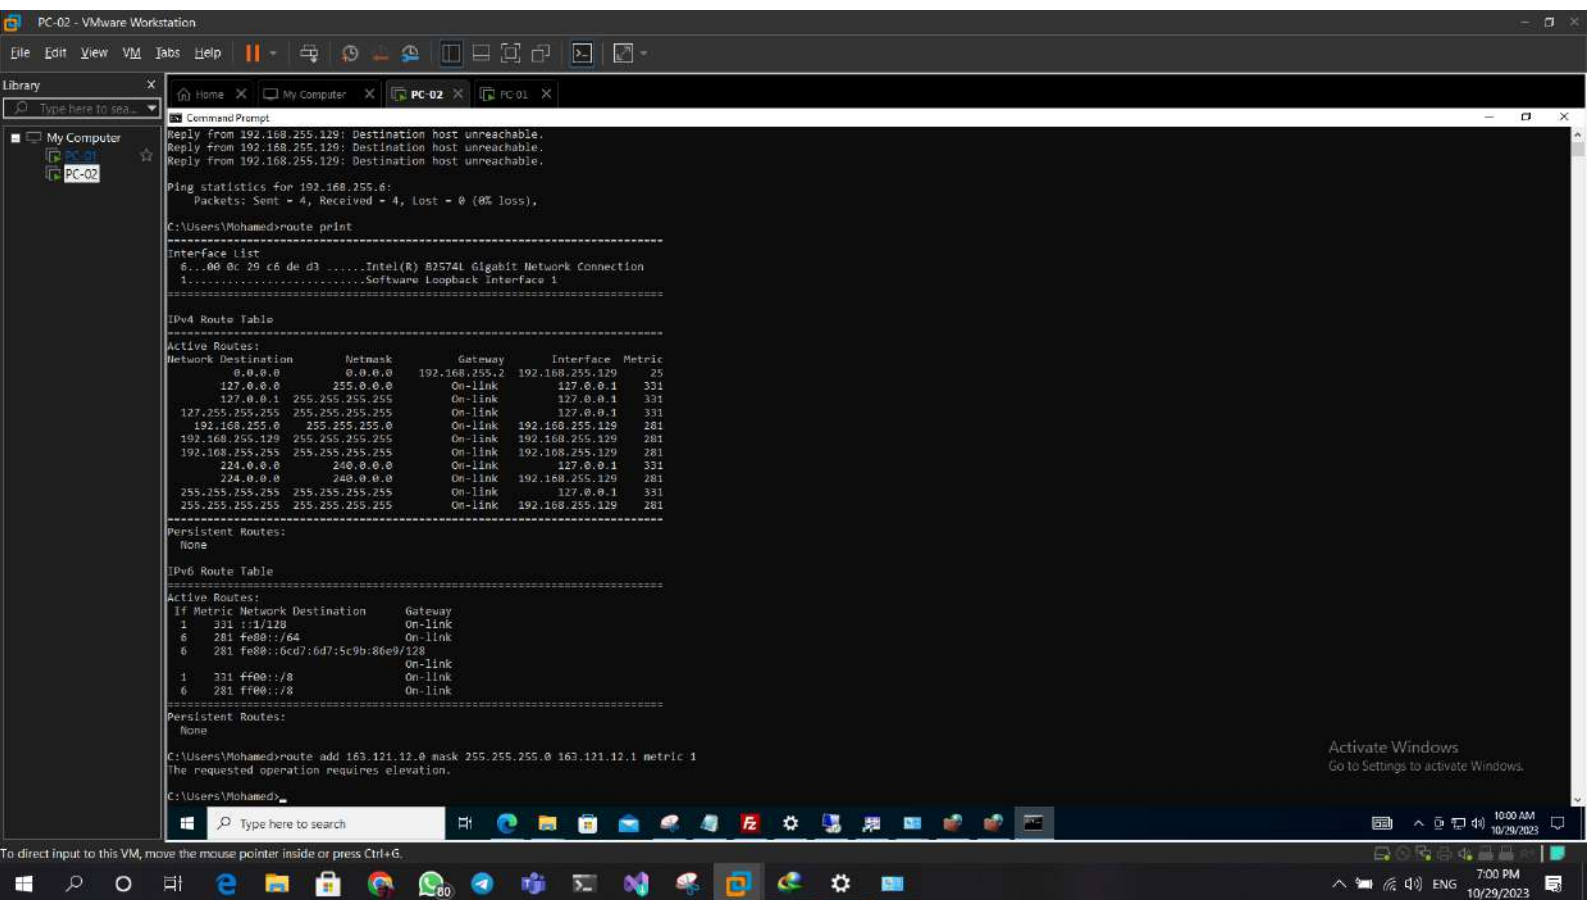 PC-02 - VMware Workstation
File Edit View VM Tabs Help
Library X
Type here to sea...
Home X My Computer X PC-02 X PC-01 X
My Computer
PC-01
PC-02
Command Prompt
Reply from 192.168.255.129: Destination host unreachable.
Reply from 192.168.255.129: Destination host unreachable.
Reply from 192.168.255.129: Destination host unreachable.
Ping statistics for 192.168.255.6:
Packets: Sent = 4, Received = 4, Lost = 0 (0% loss),
C:\Users\Mohamed>route print
===========================================================================
Interface List
6...00 0c 29 c6 de d3 ......Intel(R) 82574L Gigabit Network Connection
1...........................Software Loopback Interface 1
===========================================================================
IPv4 Route Table
===========================================================================
Active Routes:
Network Destination Netmask Gateway Interface Metric
0.0.0.0 0.0.0.0 192.168.255.2 192.168.255.129 25
127.0.0.0 255.0.0.0 On-link 127.0.0.1 331
127.0.0.1 255.255.255.255 On-link 127.0.0.1 331
127.255.255.255 255.255.255.255 On-link 127.0.0.1 331
192.168.255.0 255.255.255.0 On-link 192.168.255.129 281
192.168.255.129 255.255.255.255 On-link 192.168.255.129 281
192.168.255.255 255.255.255.255 On-link 192.168.255.129 281
224.0.0.0 240.0.0.0 On-link 127.0.0.1 331
224.0.0.0 240.0.0.0 On-link 192.168.255.129 281
255.255.255.255 255.255.255.255 On-link 127.0.0.1 331
255.255.255.255 255.255.255.255 On-link 192.168.255.129 281
===========================================================================
Persistent Routes:
None
IPv6 Route Table
===========================================================================
Active Routes:
If Metric Network Destination Gateway
1 331 ::1/128 On-link
6 281 fe80::/64 On-link
6 281 fe80::6cd7:6d7:5c9b:86e9/128
On-link
1 331 ff00::/8 On-link
6 281 ff00::/8 On-link
===========================================================================
Persistent Routes:
None
C:\Users\Mohamed>route add 163.121.12.0 mask 255.255.255.0 163.121.12.1 metric 1
The requested operation requires elevation.
C:\Users\Mohamed>_
Activate Windows
Go to Settings to activate Windows.
Type here to search
10:00 AM
10/29/2023
To direct input to this VM, move the mouse pointer inside or press Ctrl+G.
80
ENG
7:00 PM
10/29/2023